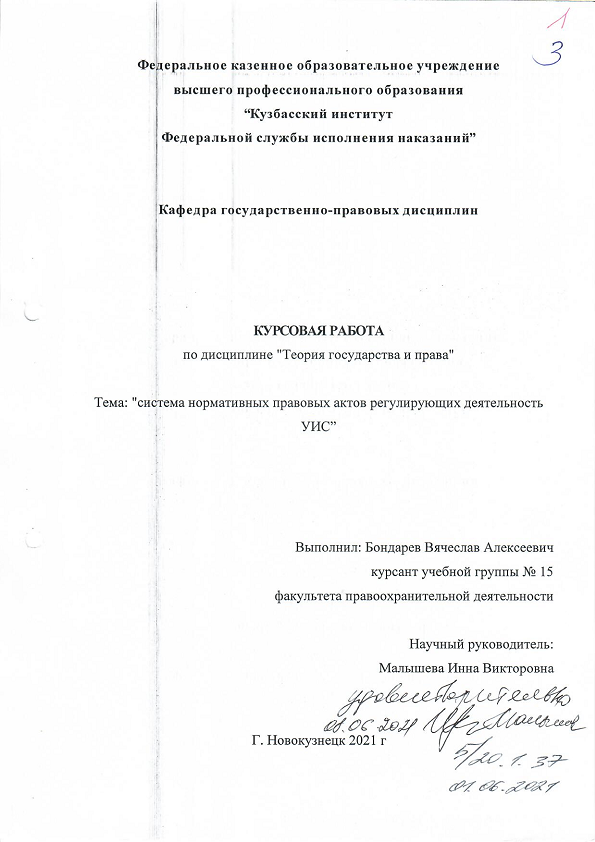 1
3
Федеральное казенное образовательное учреждение
высшего профессионального образования
“Кузбасский институт
Федеральной службы исполнения наказаний”
Кафедра государственно-правовых дисциплин
КУРСОВАЯ РАБОТА
по дисциплине "Теория государства и права"
Тема: "система нормативных правовых актов регулирующих деятельность
УИС”
Выполнил: Бондарев Вячеслав Алексеевич
курсант учебной группы № 15
факультета правоохранительной деятельности
Научный руководитель:
Малышева Инна Викторовна
удовлетворительно
01.06.2021
Г. Новокузнецк 2021 г
5/20.1.37
01.06.2021